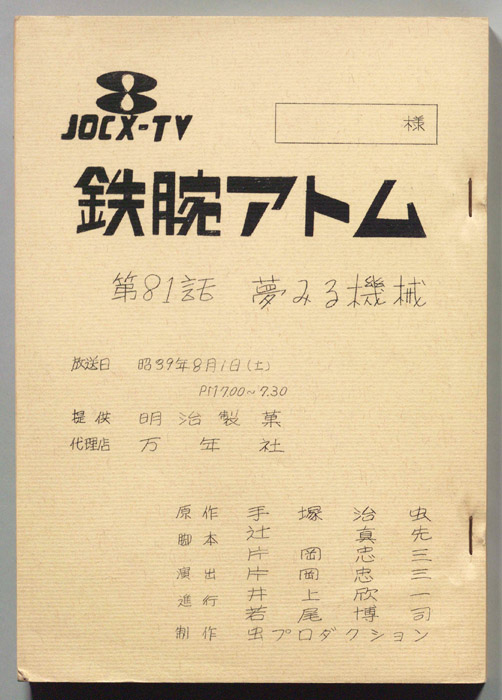 8
JOCX-TV
様
鉄腕アトム
第81話 夢みる機械
放送日 昭39年8月1日(土)
PM7.00~7.30
提供 明治製菓
代理店 万年社
原作 手塚治虫
脚本 辻真先
片岡忠三
演出 片岡忠三
進行 井上欣一
若尾博司
制作 虫プロダクション